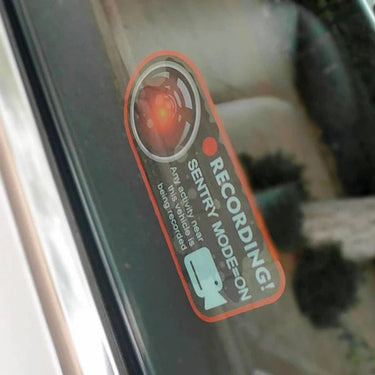 RECORDING!
SENTRY MODE=ON
Any activity near
this vehicle is
being recorded